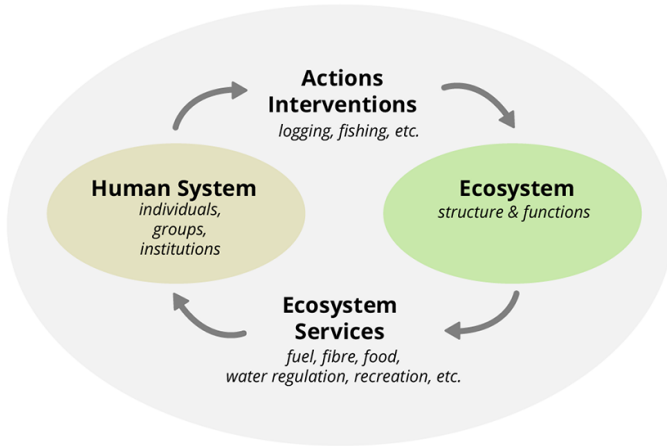 Actions
Interventions
logging, fishing, etc.
Human System
individuals,
groups,
institutions
Ecosystem
structure & functions
Ecosystem
Services
fuel, fibre, food,
water regulation, recreation, etc.